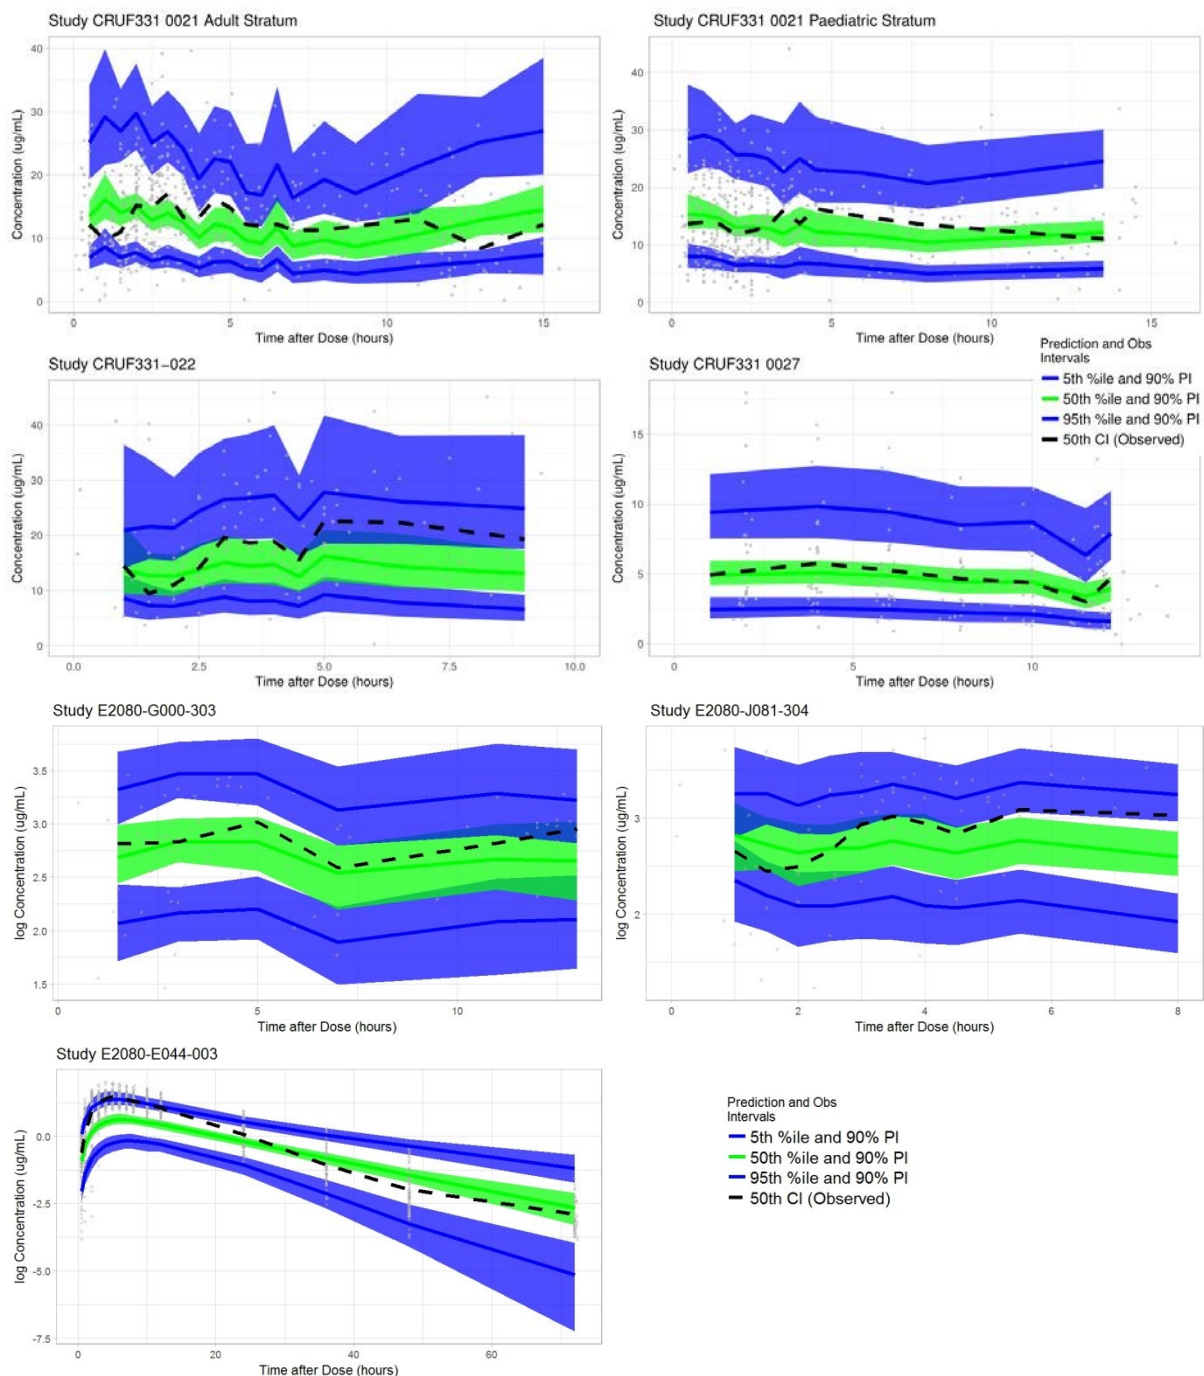 Study CRUF331 0021 Adult Stratum
Concentration (ug/mL)
40
30
20
10
0
0
5
10
15
Time after Dose (hours)
Study CRUF331 0021 Paediatric Stratum
Concentration (ug/mL)
40
30
20
10
0
0
5
10
15
Time after Dose (hours)
Study CRUF331−022
Concentration (ug/mL)
40
30
20
10
0
0.0
2.5
5.0
7.5
10.0
Time after Dose (hours)
Study CRUF331 0027
Concentration (ug/mL)
15
10
5
0
0
5
10
Time after Dose (hours)
Prediction and Obs
Intervals
5th %ile and 90% PI
50th %ile and 90% PI
95th %ile and 90% PI
50th CI (Observed)
Study E2080-G000-303
log Concentration (ug/mL)
3.5
3.0
2.5
2.0
1.5
0
5
10
Time after Dose (hours)
Study E2080-J081-304
log Concentration (ug/mL)
3
2
0
2
4
6
8
Time after Dose (hours)
Study E2080-E044-003
log Concentration (ug/mL)
0.0
-2.5
-5.0
-7.5
0
20
40
60
Time after Dose (hours)
Prediction and Obs
Intervals
5th %ile and 90% PI
50th %ile and 90% PI
95th %ile and 90% PI
50th CI (Observed)